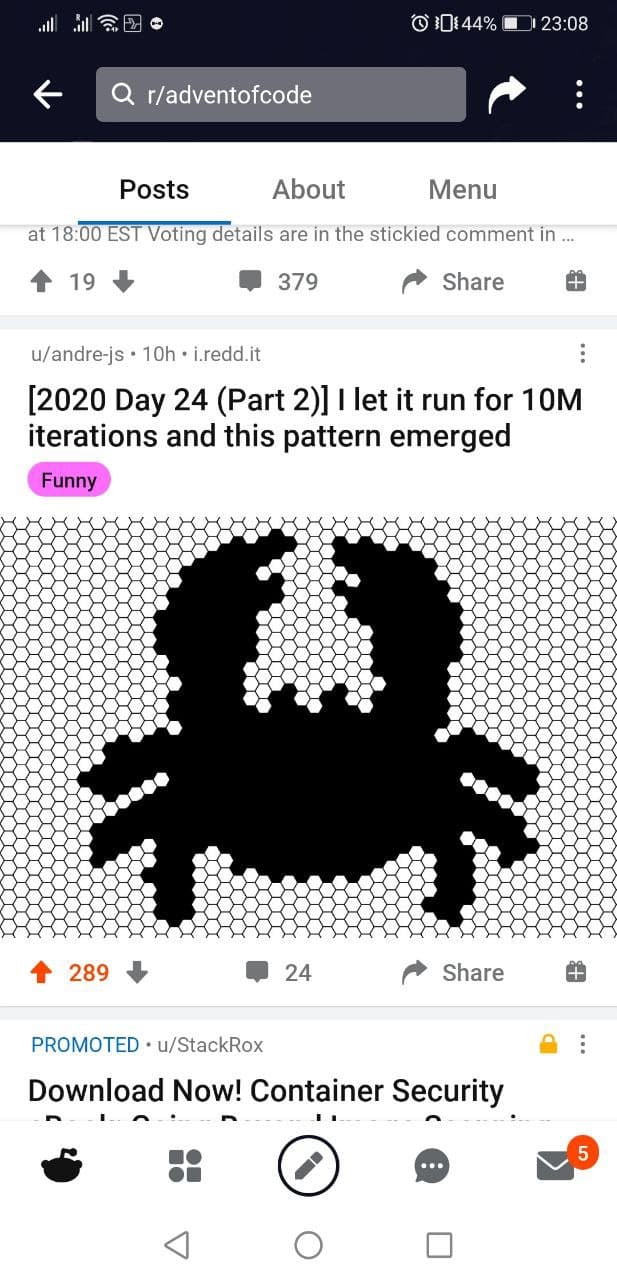 44% 23:08
r/adventofcode
Posts About Menu
at 18:00 EST Voting details are in the stickied comment in ...
19 379 Share
u/andre-js • 10h • i.redd.it
[2020 Day 24 (Part 2)] I let it run for 10M
iterations and this pattern emerged
Funny
289 24 Share
PROMOTED • u/StackRox
Download Now! Container Security
5